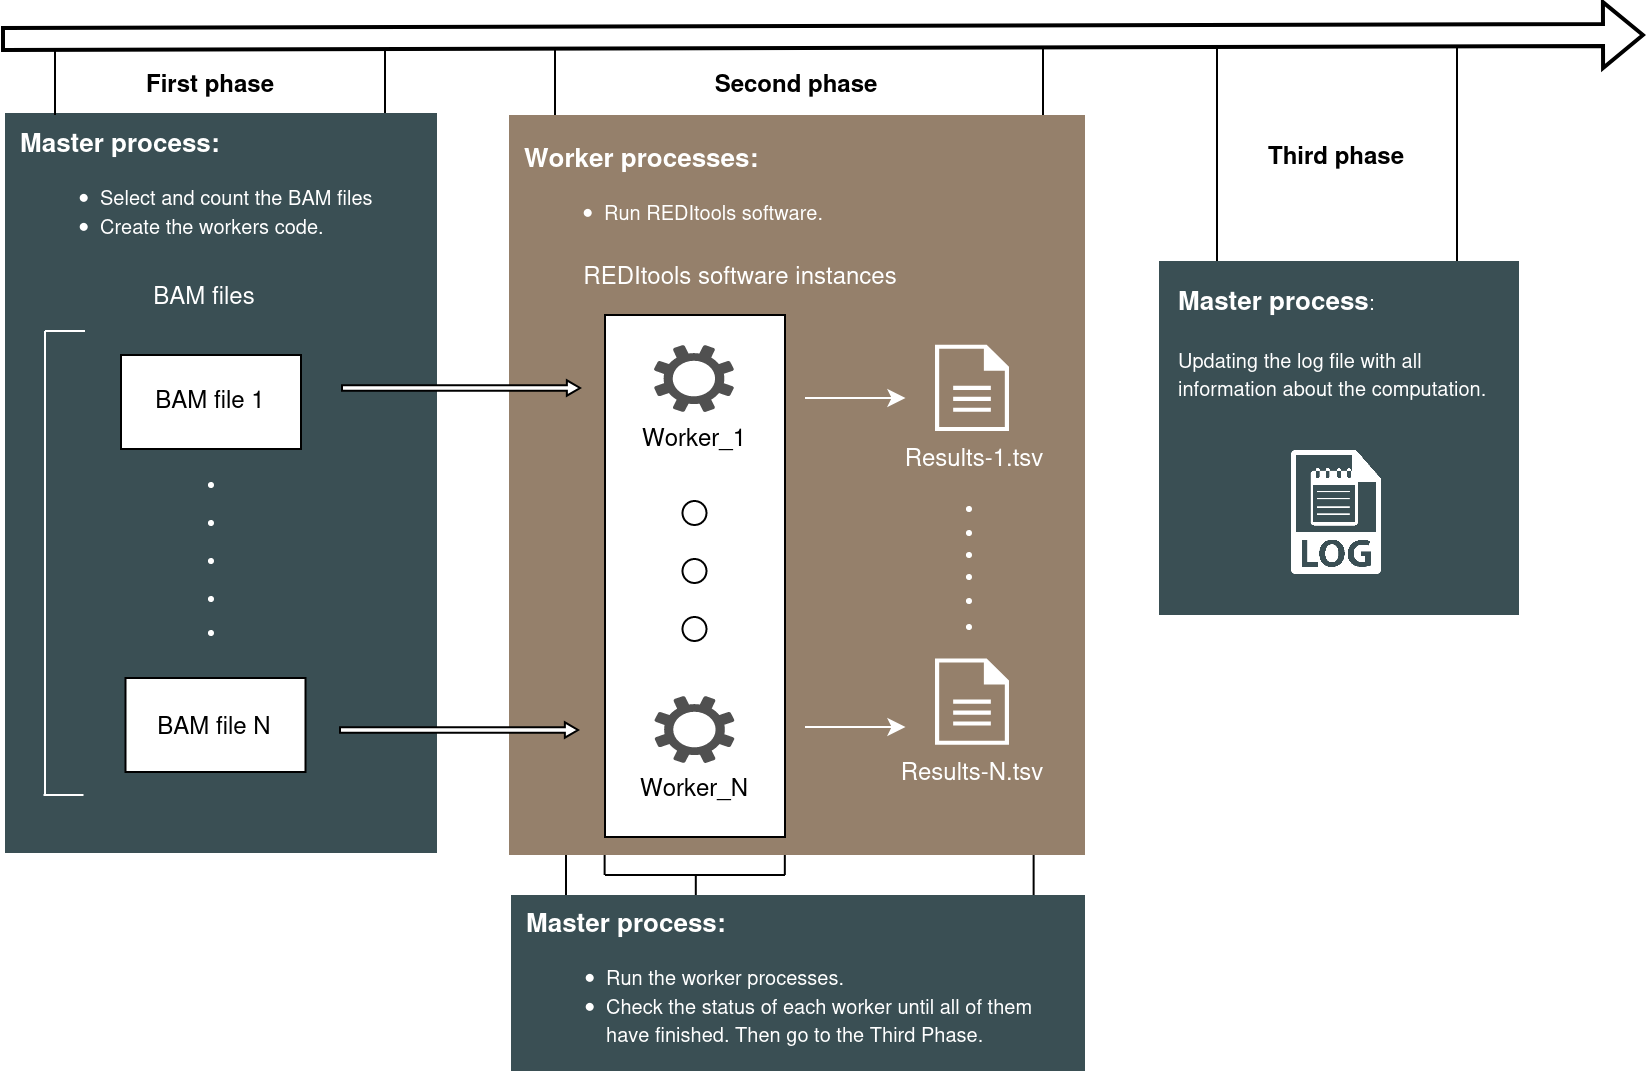 First phase
Second phase
Third phase
Master process:
Select and count the BAM files
Create the workers code.
BAM files
BAM file 1
BAM file N
Worker processes:
Run REDItools software.
REDItools software instances
Worker_1
Results-1.tsv
Worker_N
Results-N.tsv
Master process:
Run the worker processes.
Check the status of each worker until all of them
have finished. Then go to the Third Phase.
Master process:
Updating the log file with all
information about the computation.
LOG